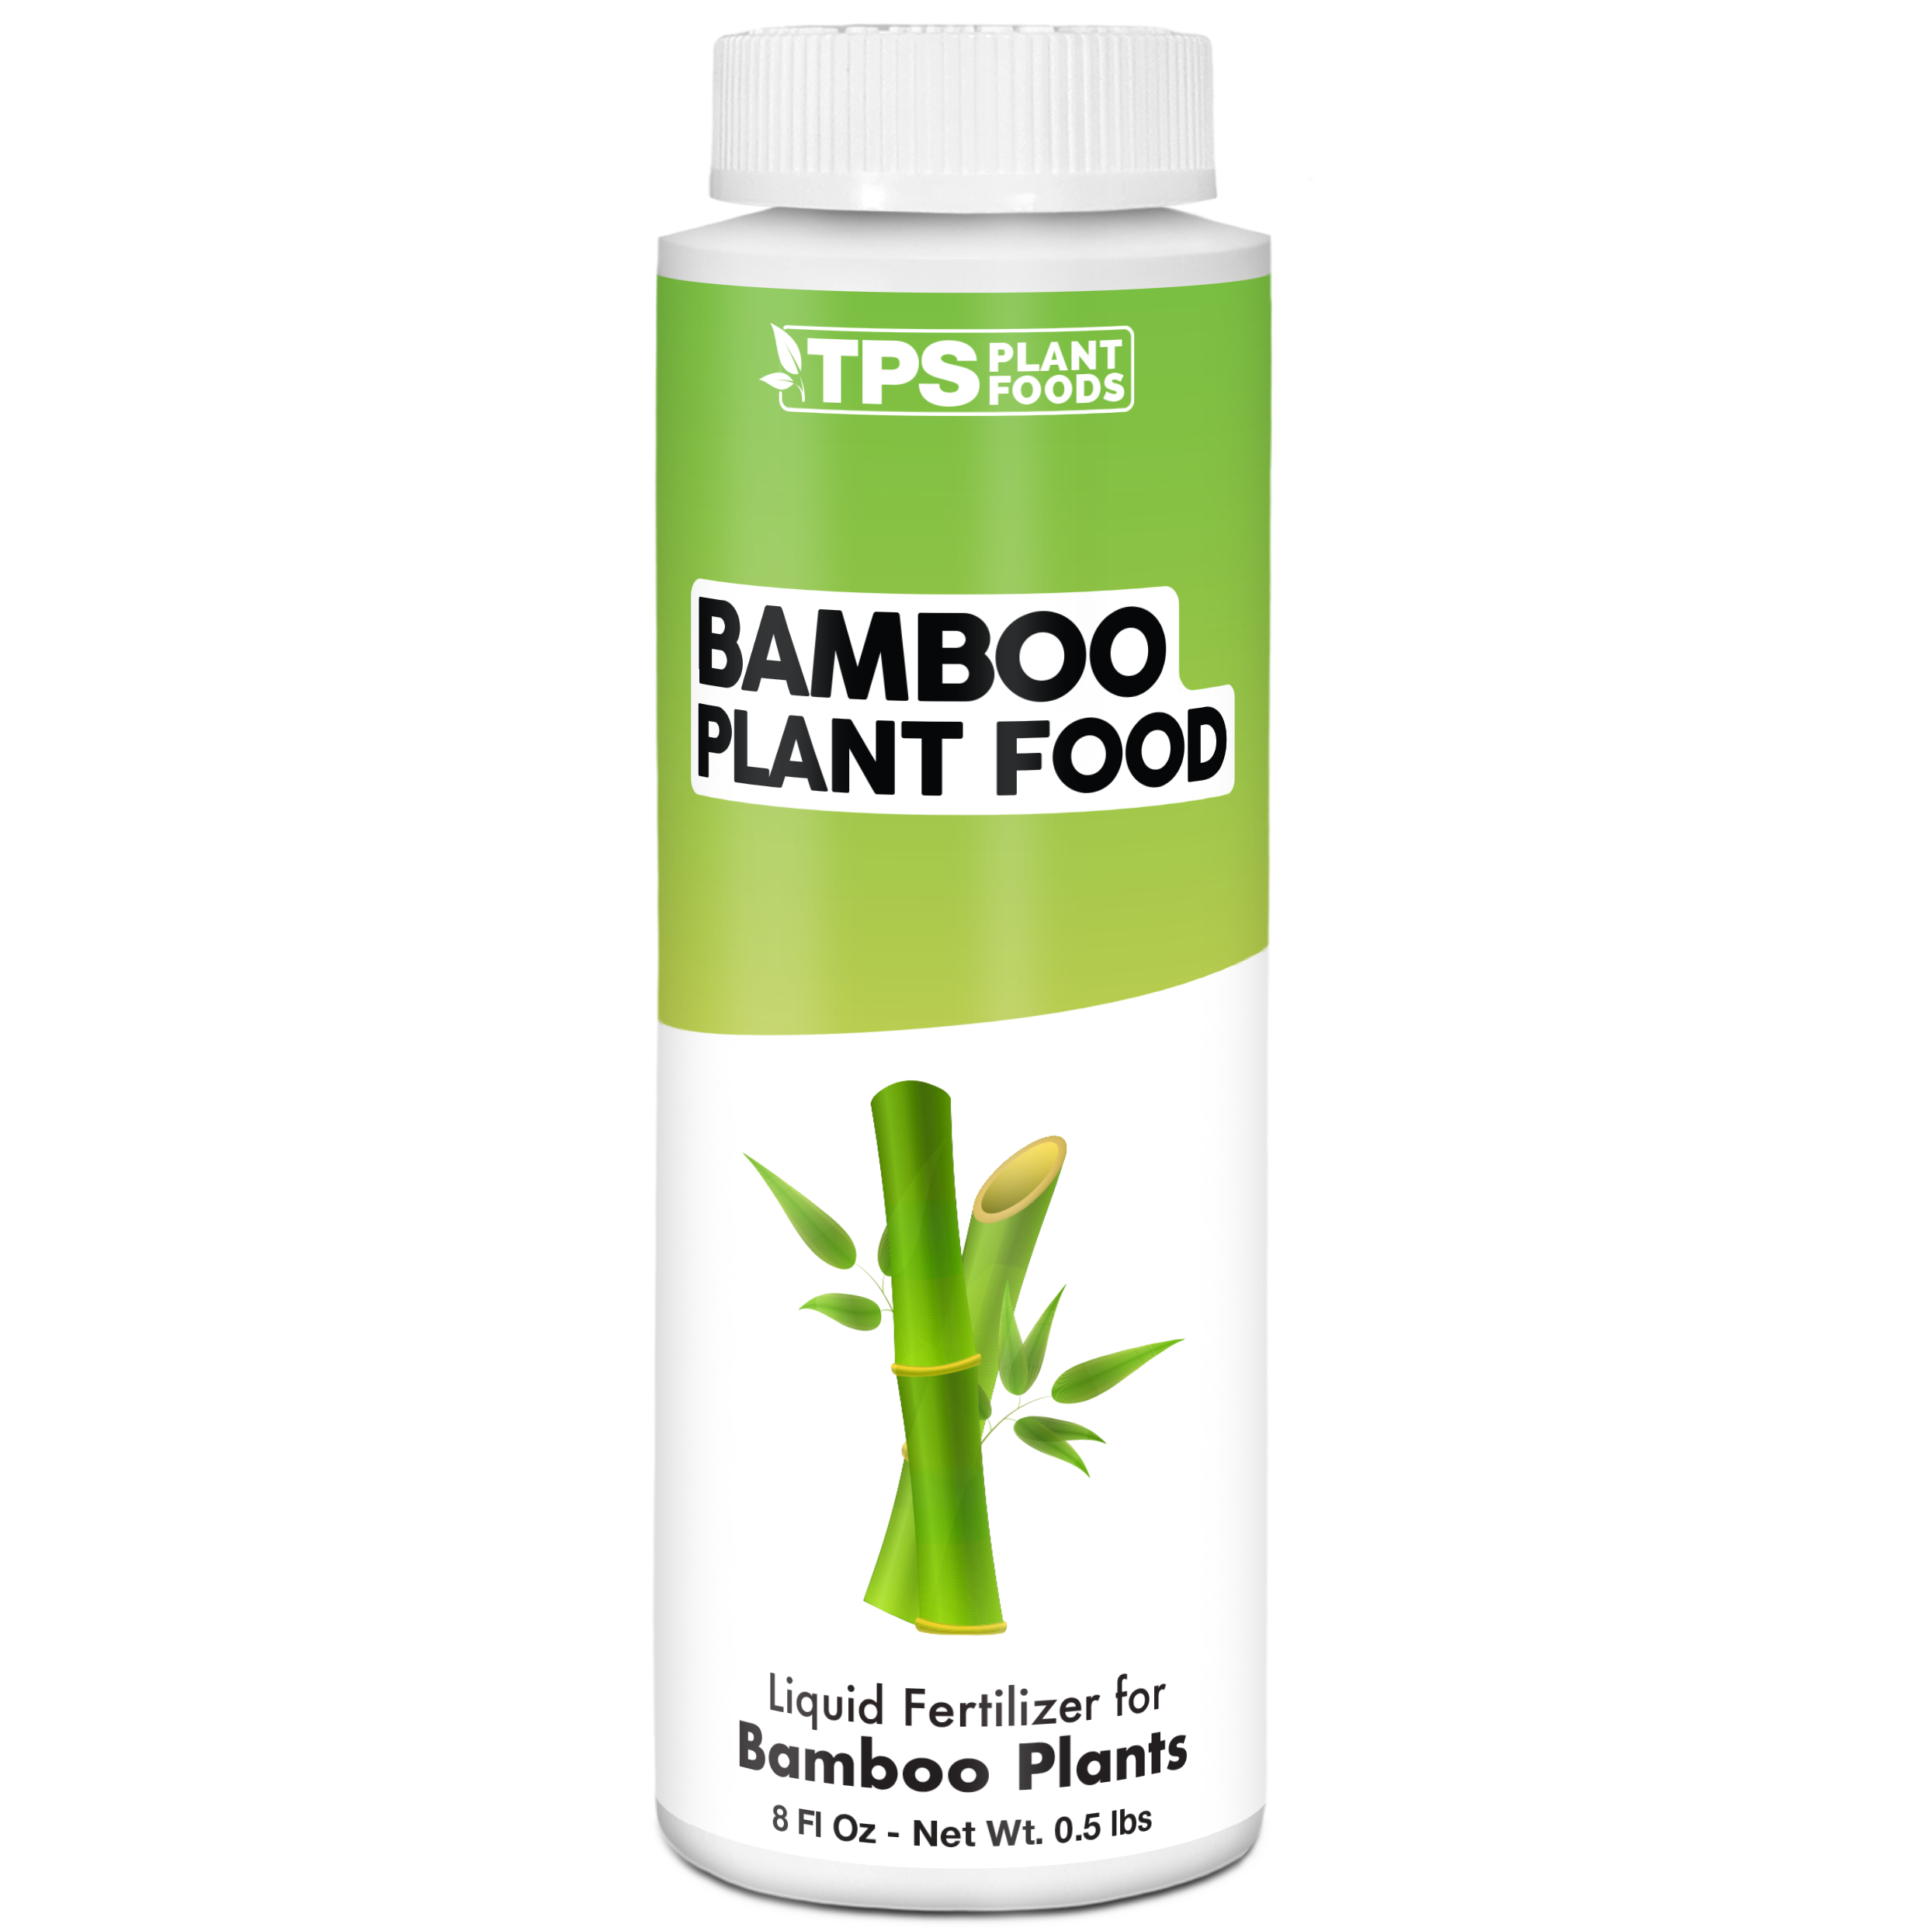 TPS PLANT FOODS
BAMBOO
PLANT FOOD
Liquid Fertilizer for
Bamboo Plants
8 Fl Oz - Net Wt. 0.5 lbs